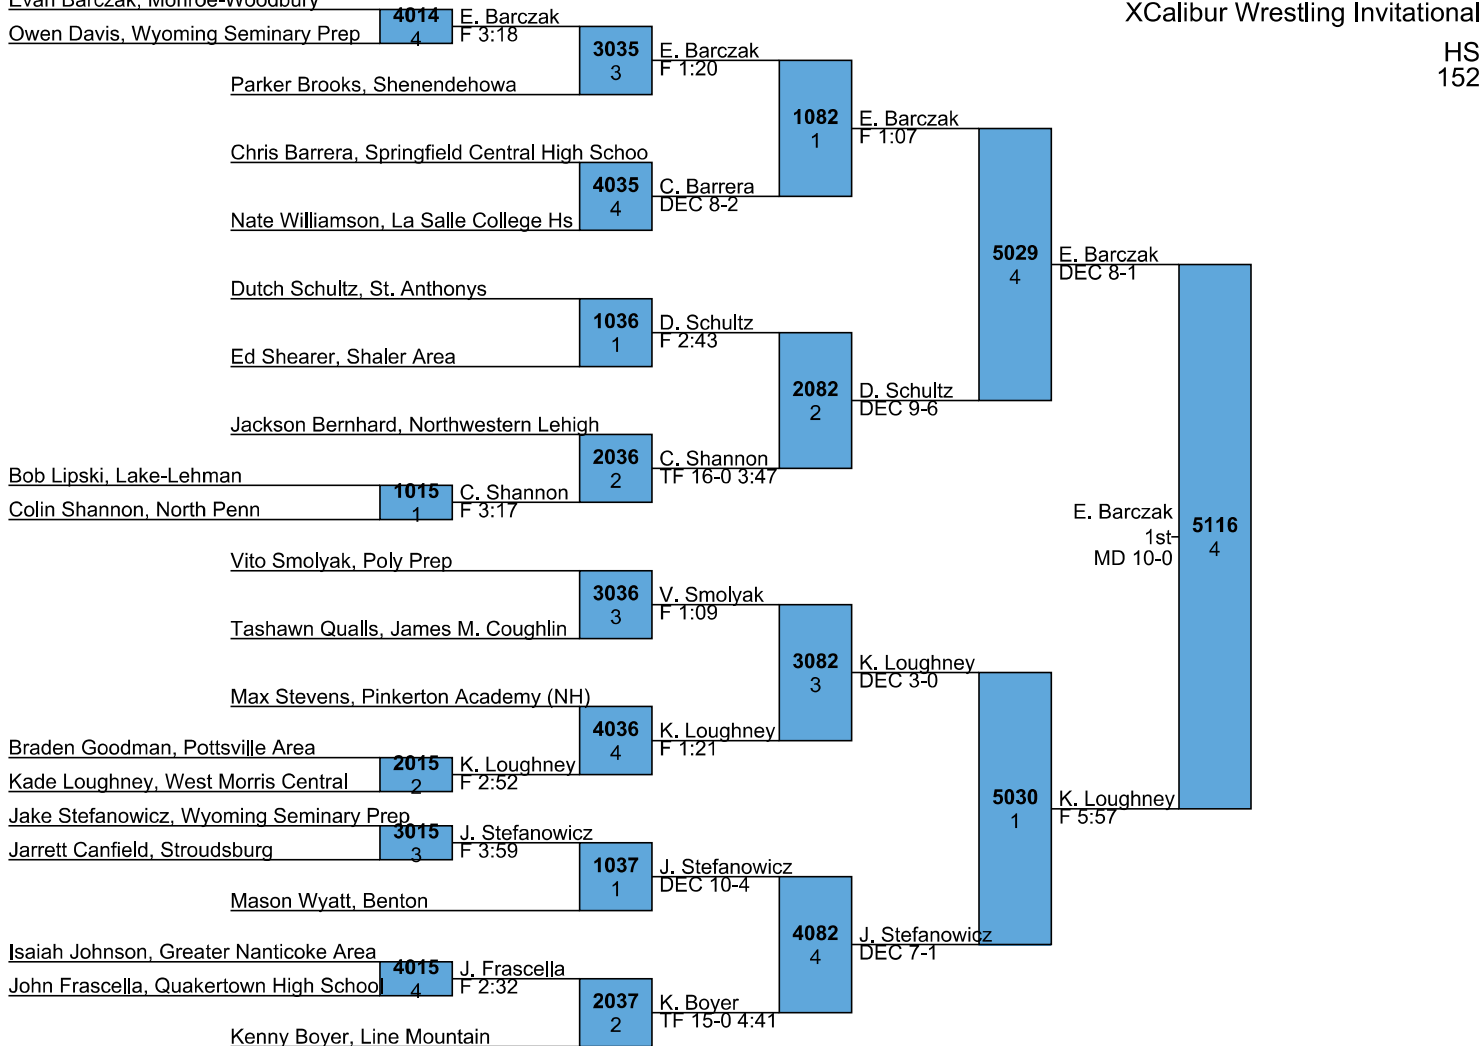 Evan Barczak, Monroe-Woodbury
XCalibur Wrestling Invitational
HS
152
4014
4
E. Barczak
F 3:18
Owen Davis, Wyoming Seminary Prep
3035
3
E. Barczak
F 1:20
Parker Brooks, Shenendehowa
1082
1
E. Barczak
F 1:07
Chris Barrera, Springfield Central High Schoo
4035
4
C. Barrera
DEC 8-2
Nate Williamson, La Salle College Hs
5029
4
E. Barczak
DEC 8-1
Dutch Schultz, St. Anthonys
1036
1
D. Schultz
F 2:43
Ed Shearer, Shaler Area
2082
2
D. Schultz
DEC 9-6
Jackson Bernhard, Northwestern Lehigh
2036
2
C. Shannon
TF 16-0 3:47
Bob Lipski, Lake-Lehman
1015
1
C. Shannon
F 3:17
Colin Shannon, North Penn
E. Barczak
1st
MD 10-0
5116
4
Vito Smolyak, Poly Prep
3036
3
V. Smolyak
F 1:09
Tashawn Qualls, James M. Coughlin
3082
3
K. Loughney
DEC 3-0
Max Stevens, Pinkerton Academy (NH)
4036
4
K. Loughney
F 1:21
Braden Goodman, Pottsville Area
2015
2
K. Loughney
F 2:52
Kade Loughney, West Morris Central
5030
1
K. Loughney
F 5:57
Jake Stefanowicz, Wyoming Seminary Prep
3015
3
J. Stefanowicz
F 3:59
Jarrett Canfield, Stroudsburg
1037
1
J. Stefanowicz
DEC 10-4
Mason Wyatt, Benton
4082
4
J. Stefanowicz
DEC 7-1
Isaiah Johnson, Greater Nanticoke Area
4015
4
J. Frascella
F 2:32
John Frascella, Quakertown High School
2037
2
K. Boyer
TF 15-0 4:41
Kenny Boyer, Line Mountain